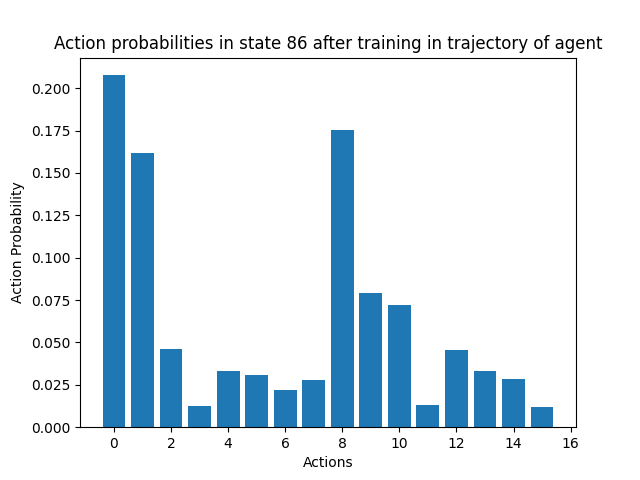 Action probabilities in state 86 after training in trajectory of agent
Action Probability
0.200
0.175
0.150
0.125
0.100
0.075
0.050
0.025
0.000
0 2 4 6 8 10 12 14 16
Actions